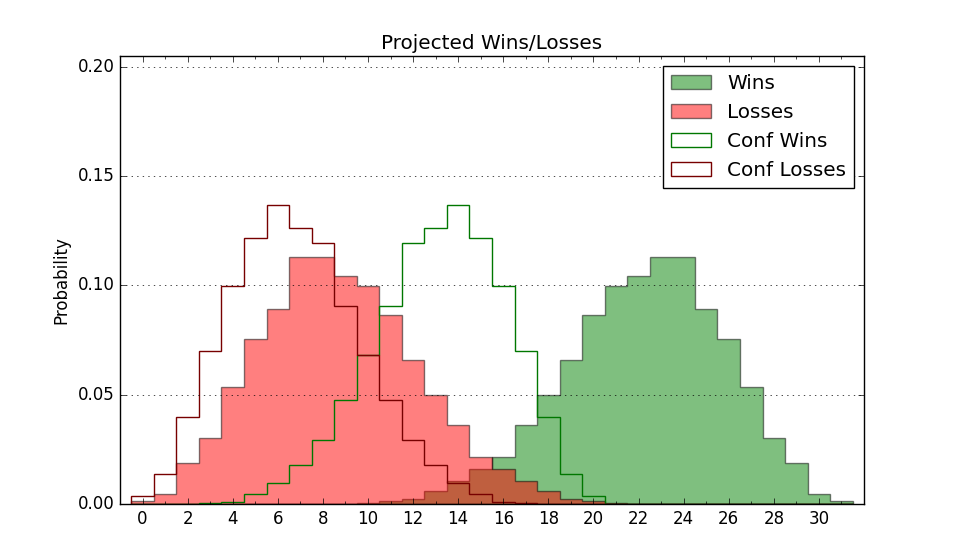 Projected Wins/Losses
Wins
Losses
Conf Wins
Conf Losses
Probability
0.20
0.15
0.10
0.05
0.00
0 2 4 6 8 10 12 14 16 18 20 22 24 26 28 30